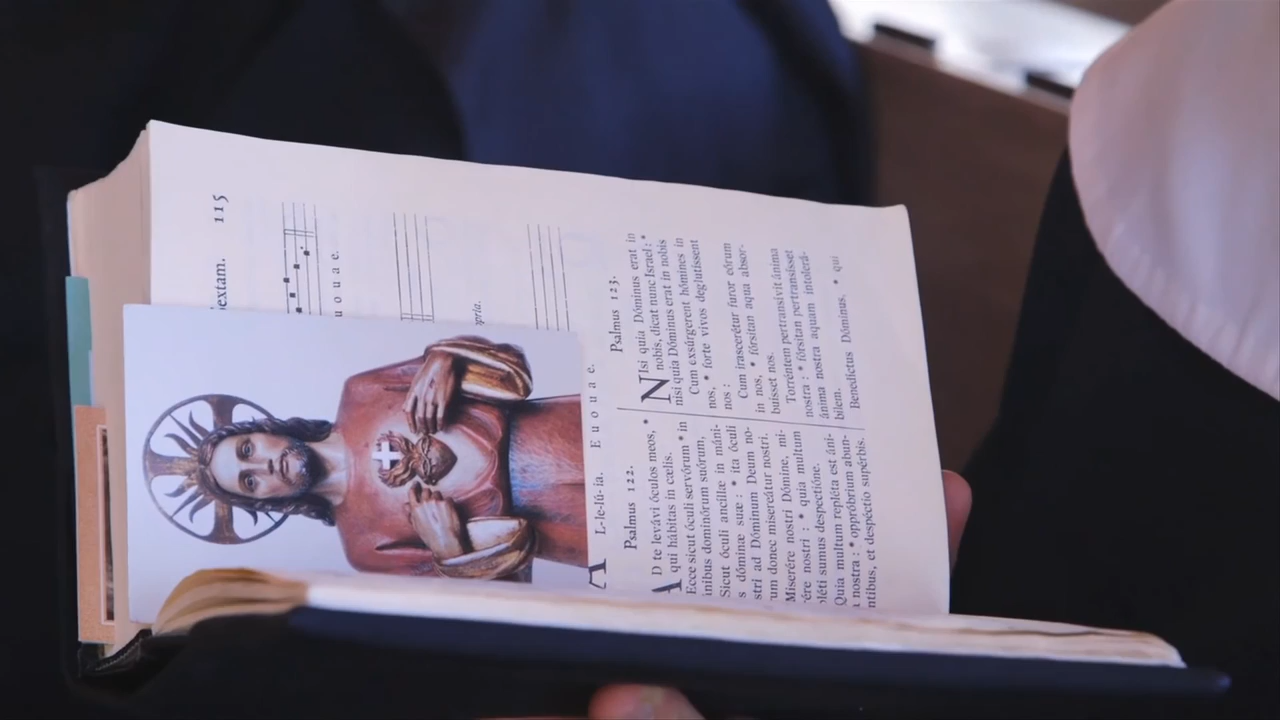 115
extam.
u o u a e.
A L-le-lú-ia. E u o u a e.
Psalmus 122.
AD te levávi óculos meos, *
qui hábitas in cælis.
Ecce sicut óculi servórum * in
ínibus dominórum suórum,
Sicut óculi ancíllæ in máni-
s dóminæ suæ : * ita óculi
stri ad Dóminum Deum no-
um donec misereátur nostri.
Miserére nostri Dómine, mi-
ére nostri : * quia multum
pléti sumus despectióne.
Quia multum repléta est áni-
a nostra : * oppróbrium abun-
ntibus, et despéctio supérbis.
Psalmus 123.
NIsi quia Dóminus erat in
nobis, dicat nunc Israel : *
nisi quia Dóminus erat in nobis
Cum exsúrgerent hómines in
nos, * forte vivos deglutíssent
nos :
Cum irascerétur furor eórum
in nos, * fórsitan aqua absor-
buísset nos.
Torréntem pertransívit ánima
nostra : * fórsitan pertransísset
ánima nostra aquam intolerá-
bilem.
Benedíctus Dóminus, * qui